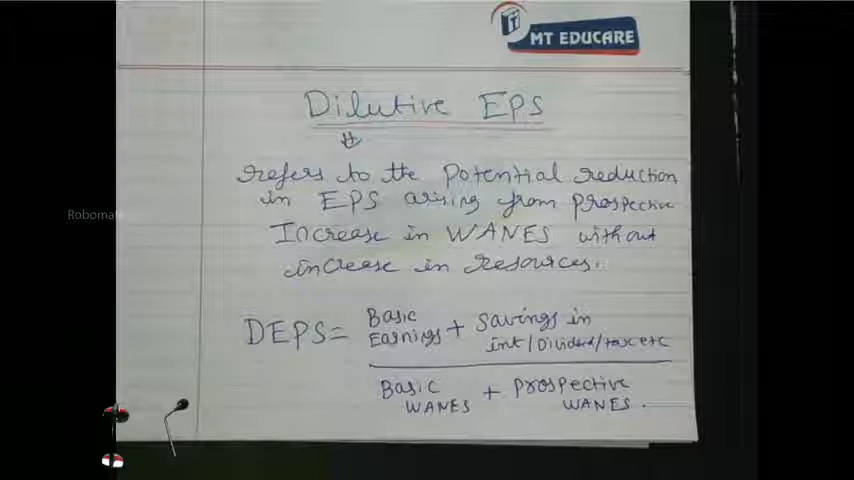 MT EDUCARE
Dilutive EPS
refers to the potential reduction
in EPS arising from prospective
Increase in WANES without
increase in resources.
Robomate
DEPS = Basic Earnings + Savings in int/Dividend/tax etc
Basic WANES + Prospective WANES.